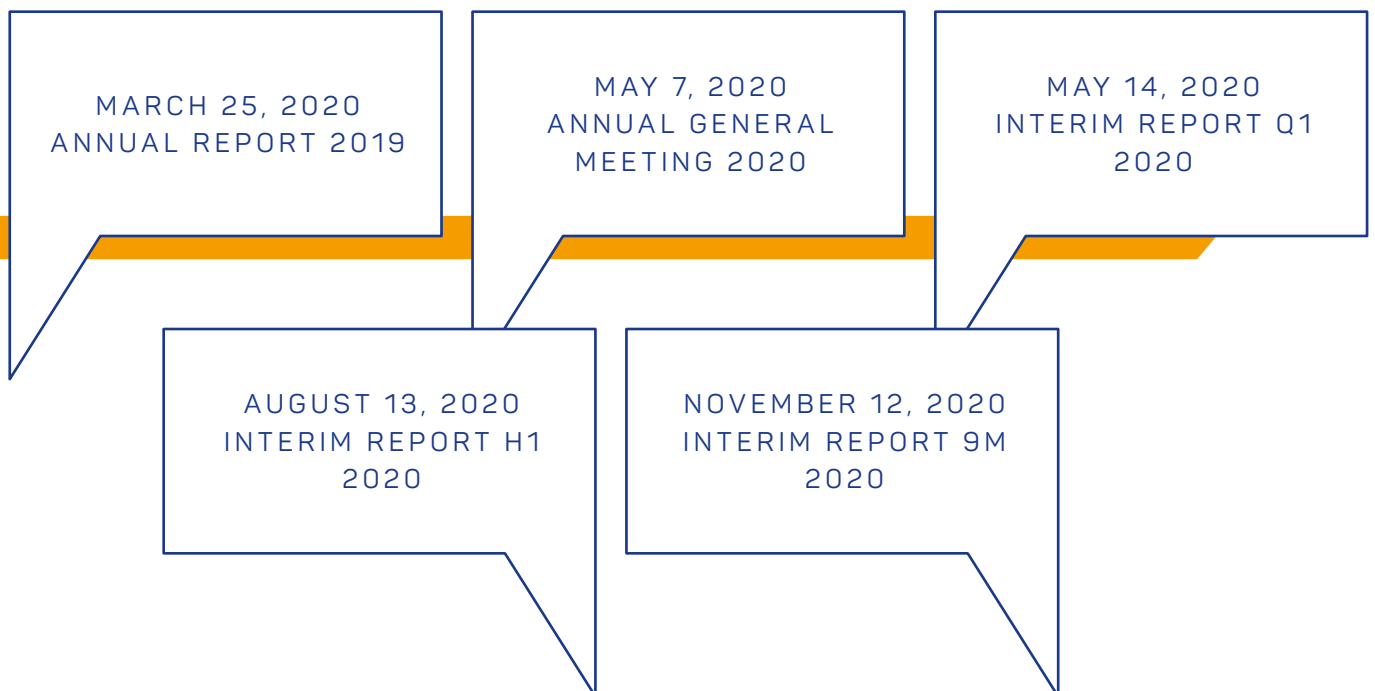 MARCH 25, 2020
ANNUAL REPORT 2019
MAY 7, 2020
ANNUAL GENERAL
MEETING 2020
MAY 14, 2020
INTERIM REPORT Q1
2020
AUGUST 13, 2020
INTERIM REPORT H1
2020
NOVEMBER 12, 2020
INTERIM REPORT 9M
2020